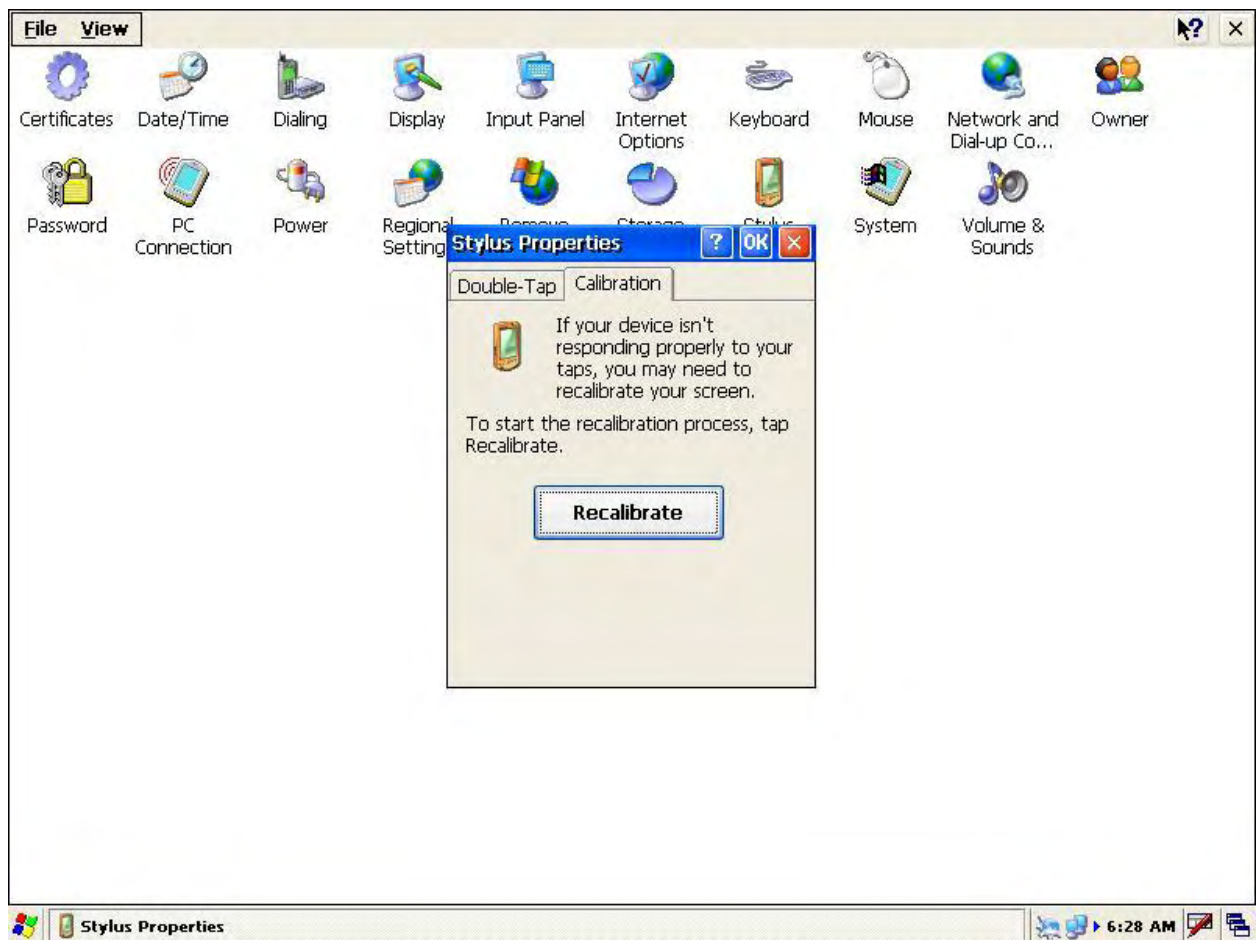 File View
Certificates Date/Time Dialing Display Input Panel Internet Options Keyboard Mouse Network and Dial-up Co... Owner
Password PC Connection Power Regional Setting System Volume & Sounds
Stylus Properties ? OK
Double-Tap Calibration
If your device isn't
responding properly to your
taps, you may need to
recalibrate your screen.
To start the recalibration process, tap
Recalibrate.
Recalibrate
Stylus Properties 6:28 AM